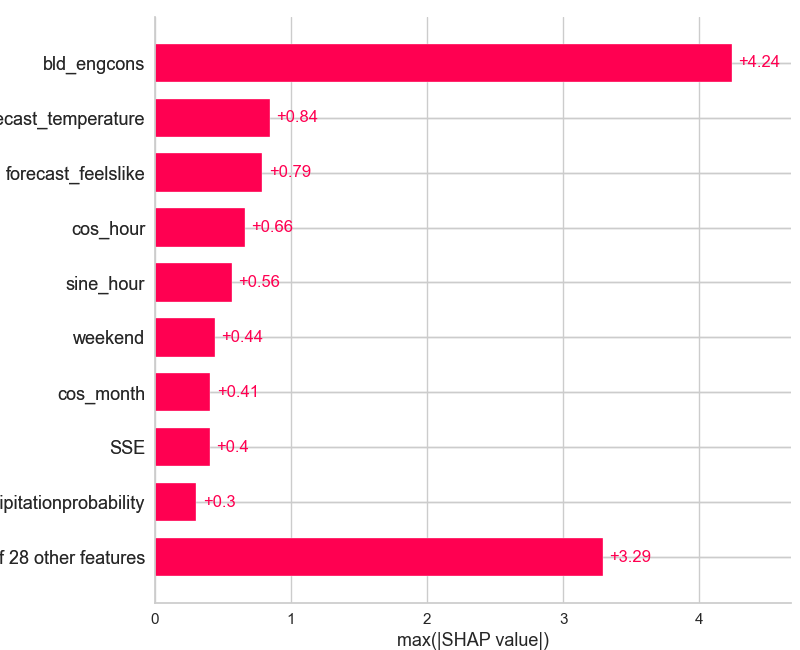 bld_engcons
+4.24
ecast_temperature
+0.84
forecast_feelslike
+0.79
cos_hour
+0.66
sine_hour
+0.56
weekend
+0.44
cos_month
+0.41
SSE
+0.4
ipitationprobability
+0.3
f 28 other features
+3.29
0 1 2 3 4
max(|SHAP value|)